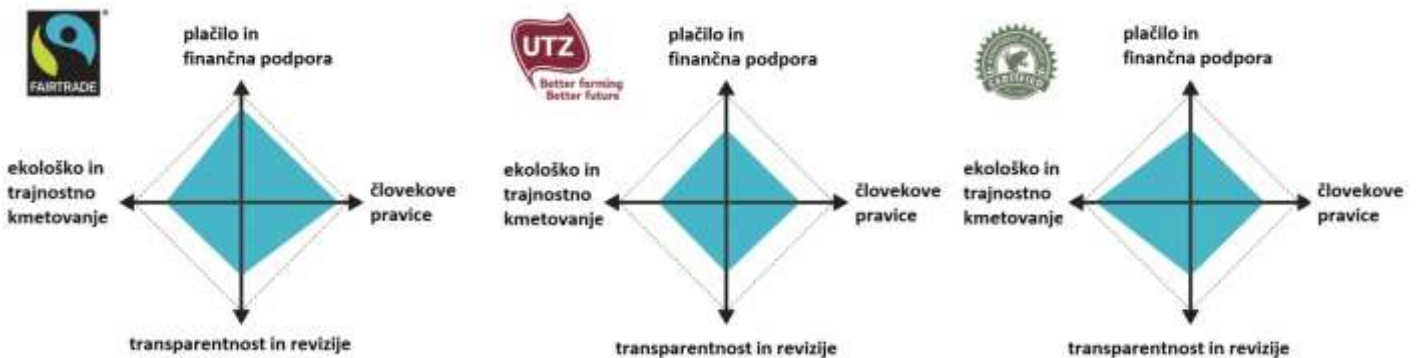 FAIRTRADE
®
plačilo in
finančna podpora
ekološko in
trajnostno
kmetovanje
človekove
pravice
transparentnost in revizije
UTZ
Better farming
Better future
plačilo in
finančna podpora
ekološko in
trajnostno
kmetovanje
človekove
pravice
transparentnost in revizije
plačilo in
finančna podpora
ekološko in
trajnostno
kmetovanje
človekove
pravice
transparentnost in revizije